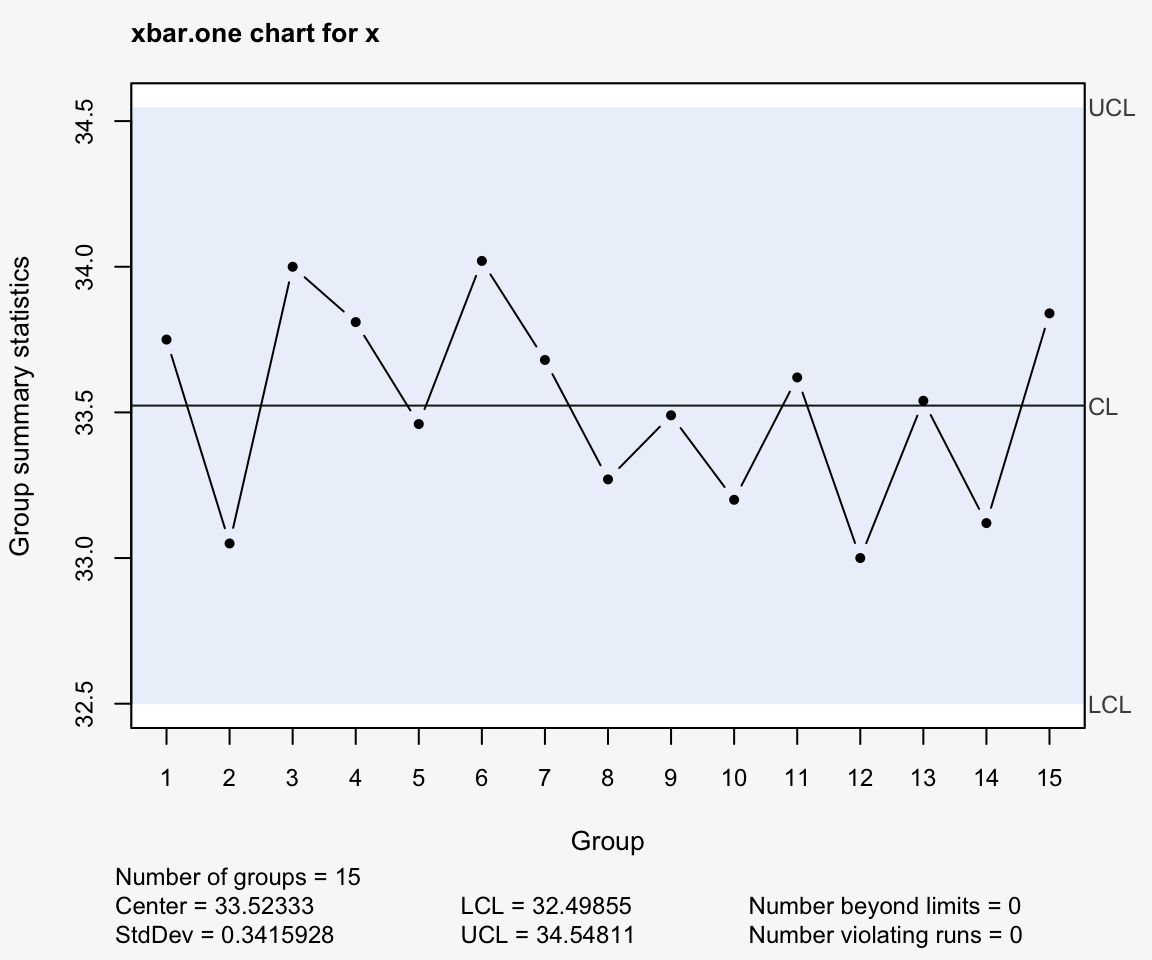 xbar.one chart for x
Group summary statistics
34.5
34.0
33.5
33.0
32.5
UCL
CL
LCL
1 2 3 4 5 6 7 8 9 10 11 12 13 14 15
Group
Number of groups = 15
Center = 33.52333 LCL = 32.49855 Number beyond limits = 0
StdDev = 0.3415928 UCL = 34.54811 Number violating runs = 0